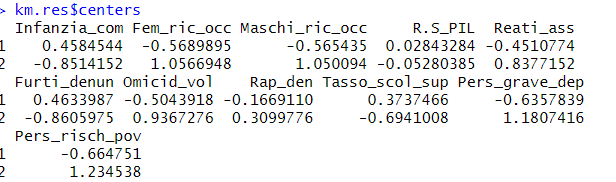 > km.res$centers
Infanzia_com Fem_ric_occ Maschi_ric_occ R.S_PIL Reati_ass
1 0.4584544 -0.5689895 -0.565435 0.02843284 -0.4510774
2 -0.8514152 1.0566948 1.050094 -0.05280385 0.8377152
Furti_denun Omicid_vol Rap_den Tasso_scol_sup Pers_grave_dep
1 0.4633987 -0.5043918 -0.1669110 0.3737466 -0.6357839
2 -0.8605975 0.9367276 0.3099776 -0.6941008 1.1807416
Pers_risch_pov
1 -0.664751
2 1.234538